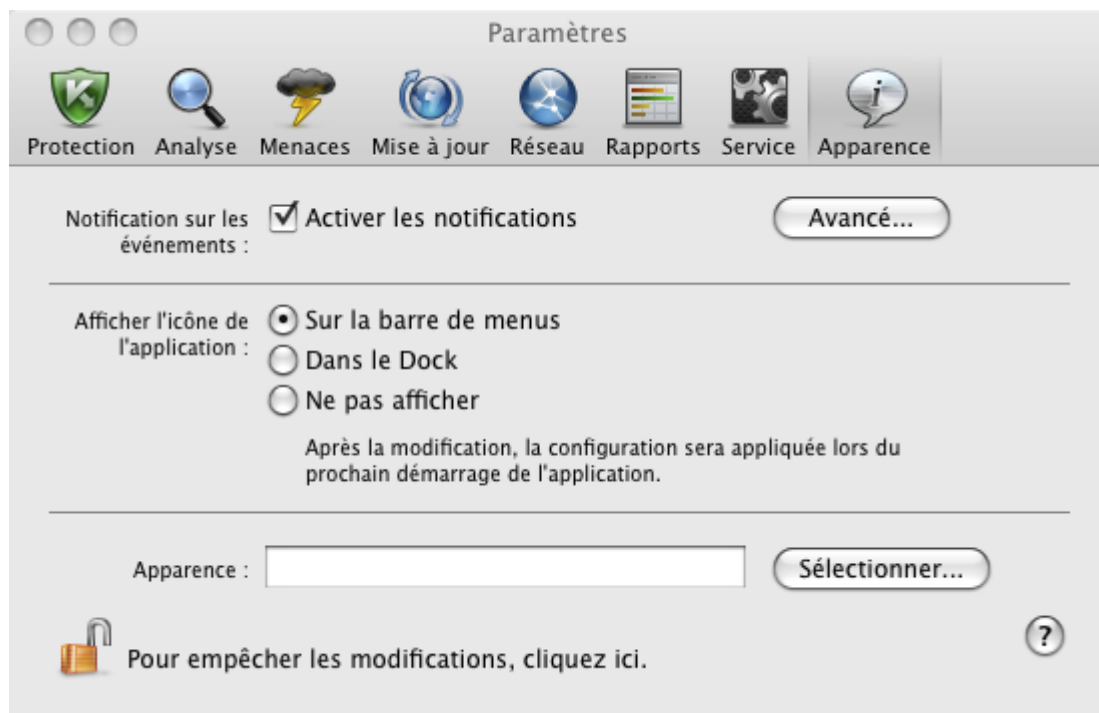 Paramètres
Protection Analyse Menaces Mise à jour Réseau Rapports Service Apparence
Notification sur les
événements :
Activer les notifications
Avancé...
Afficher l'icône de
l'application :
Sur la barre de menus
Dans le Dock
Ne pas afficher
Après la modification, la configuration sera appliquée lors du
prochain démarrage de l'application.
Apparence :
Sélectionner...
Pour empêcher les modifications, cliquez ici.
?